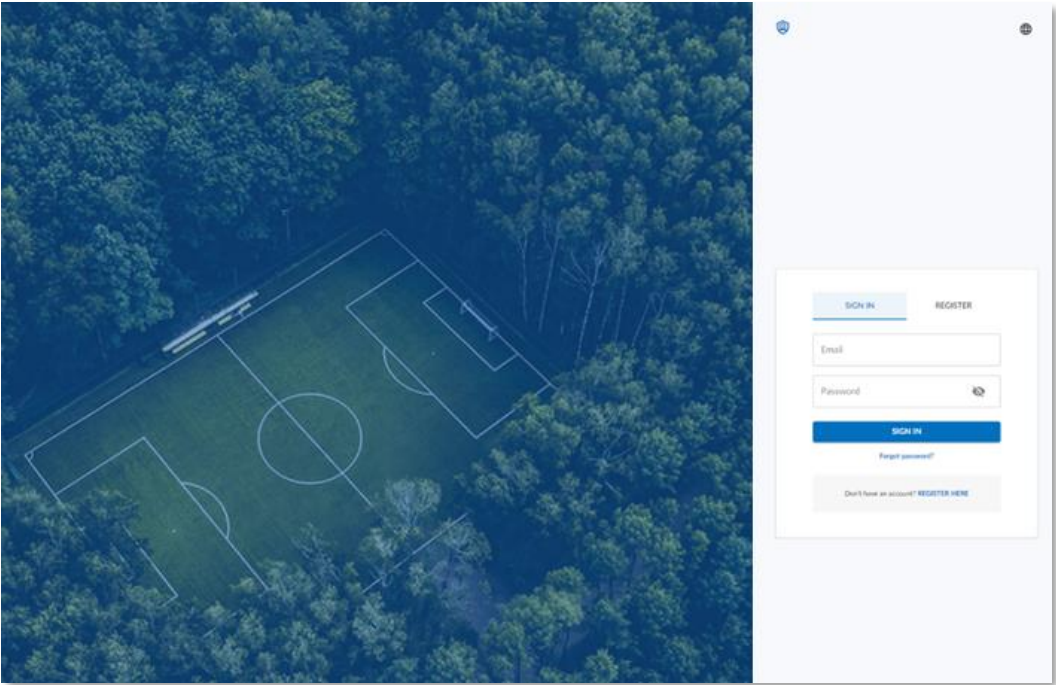 SIGN IN REGISTER
Email
Password
SIGN IN
Forgot password?
Don't have an account? REGISTER HERE